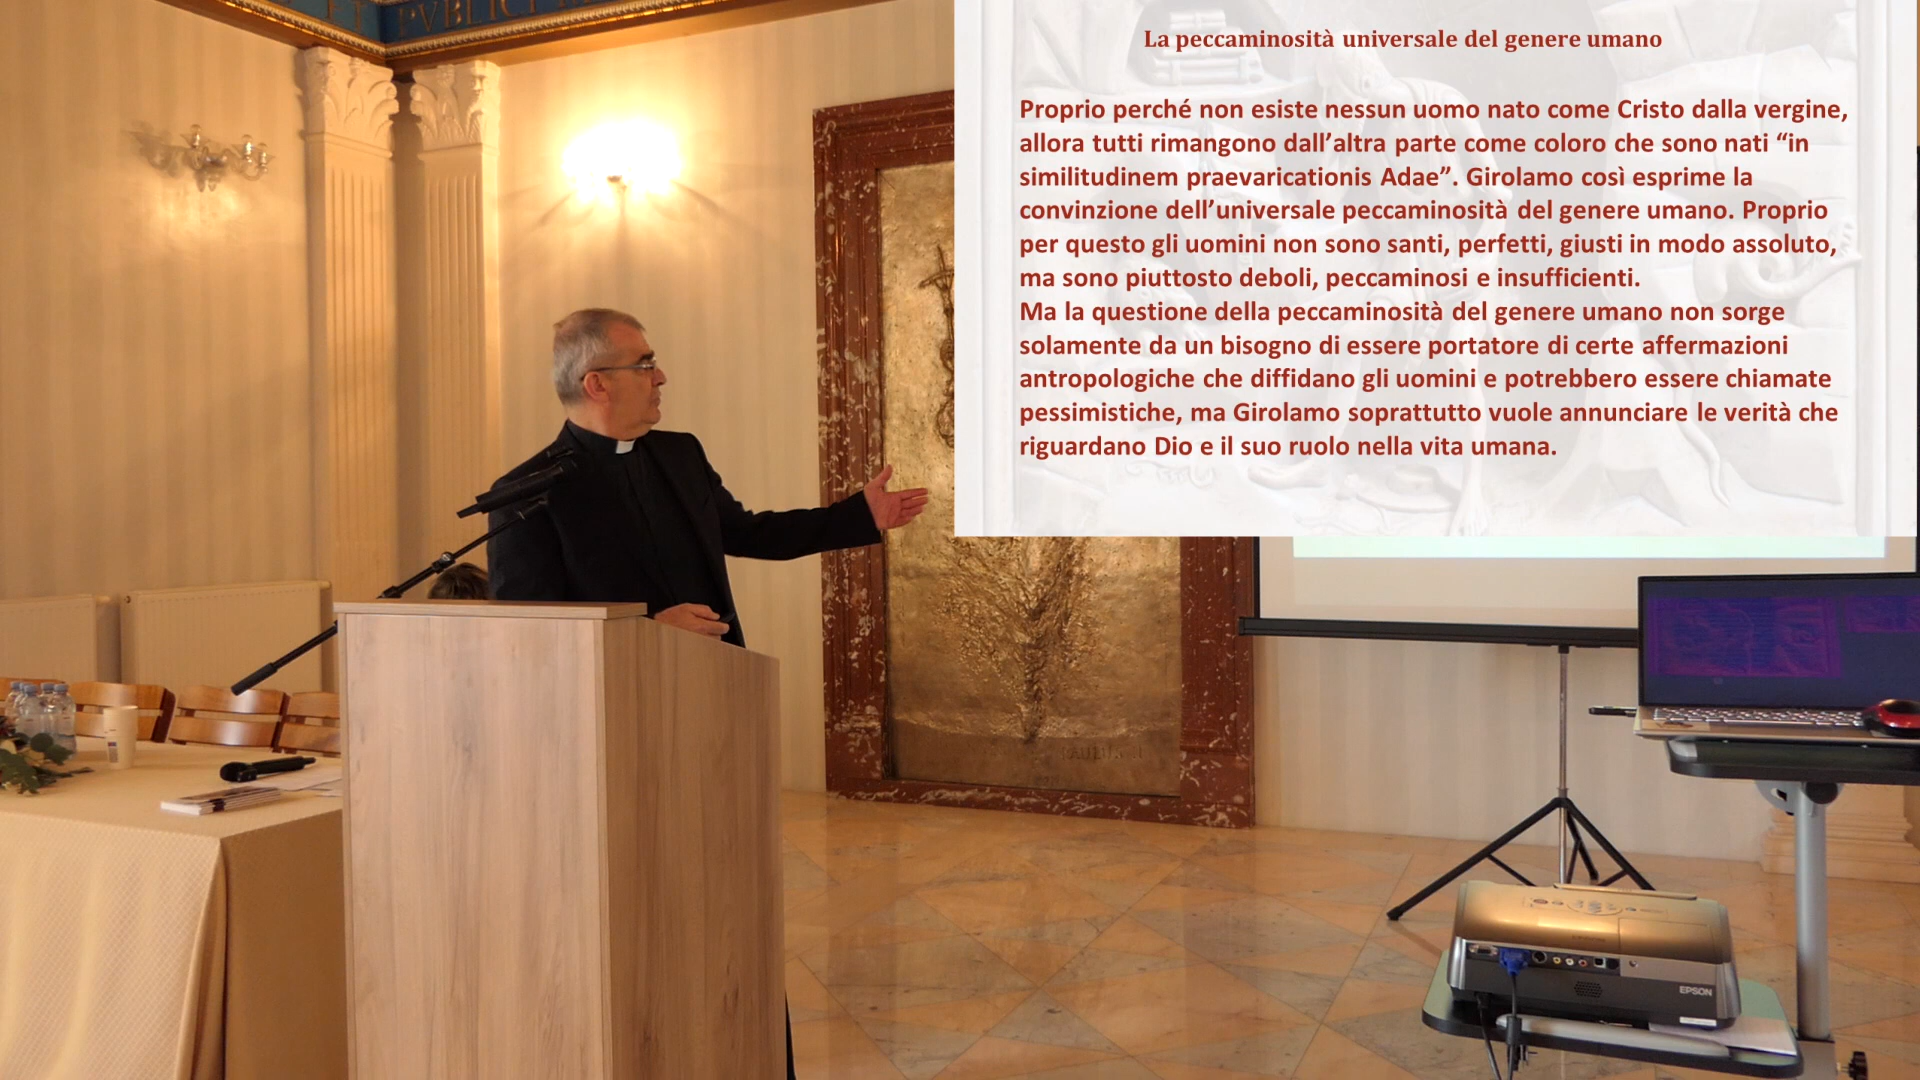 PVBLICI
La peccaminosità universale del genere umano
Proprio perché non esiste nessun uomo nato come Cristo dalla vergine,
allora tutti rimangono dall’altra parte come coloro che sono nati “in
similitudinem praevaricationis Adae”. Girolamo così esprime la
convinzione dell’universale peccaminosità del genere umano. Proprio
per questo gli uomini non sono santi, perfetti, giusti in modo assoluto,
ma sono piuttosto deboli, peccaminosi e insufficienti.
Ma la questione della peccaminosità del genere umano non sorge
solamente da un bisogno di essere portatore di certe affermazioni
antropologiche che diffidano gli uomini e potrebbero essere chiamate
pessimistiche, ma Girolamo soprattutto vuole annunciare le verità che
riguardano Dio e il suo ruolo nella vita umana.
EPSON